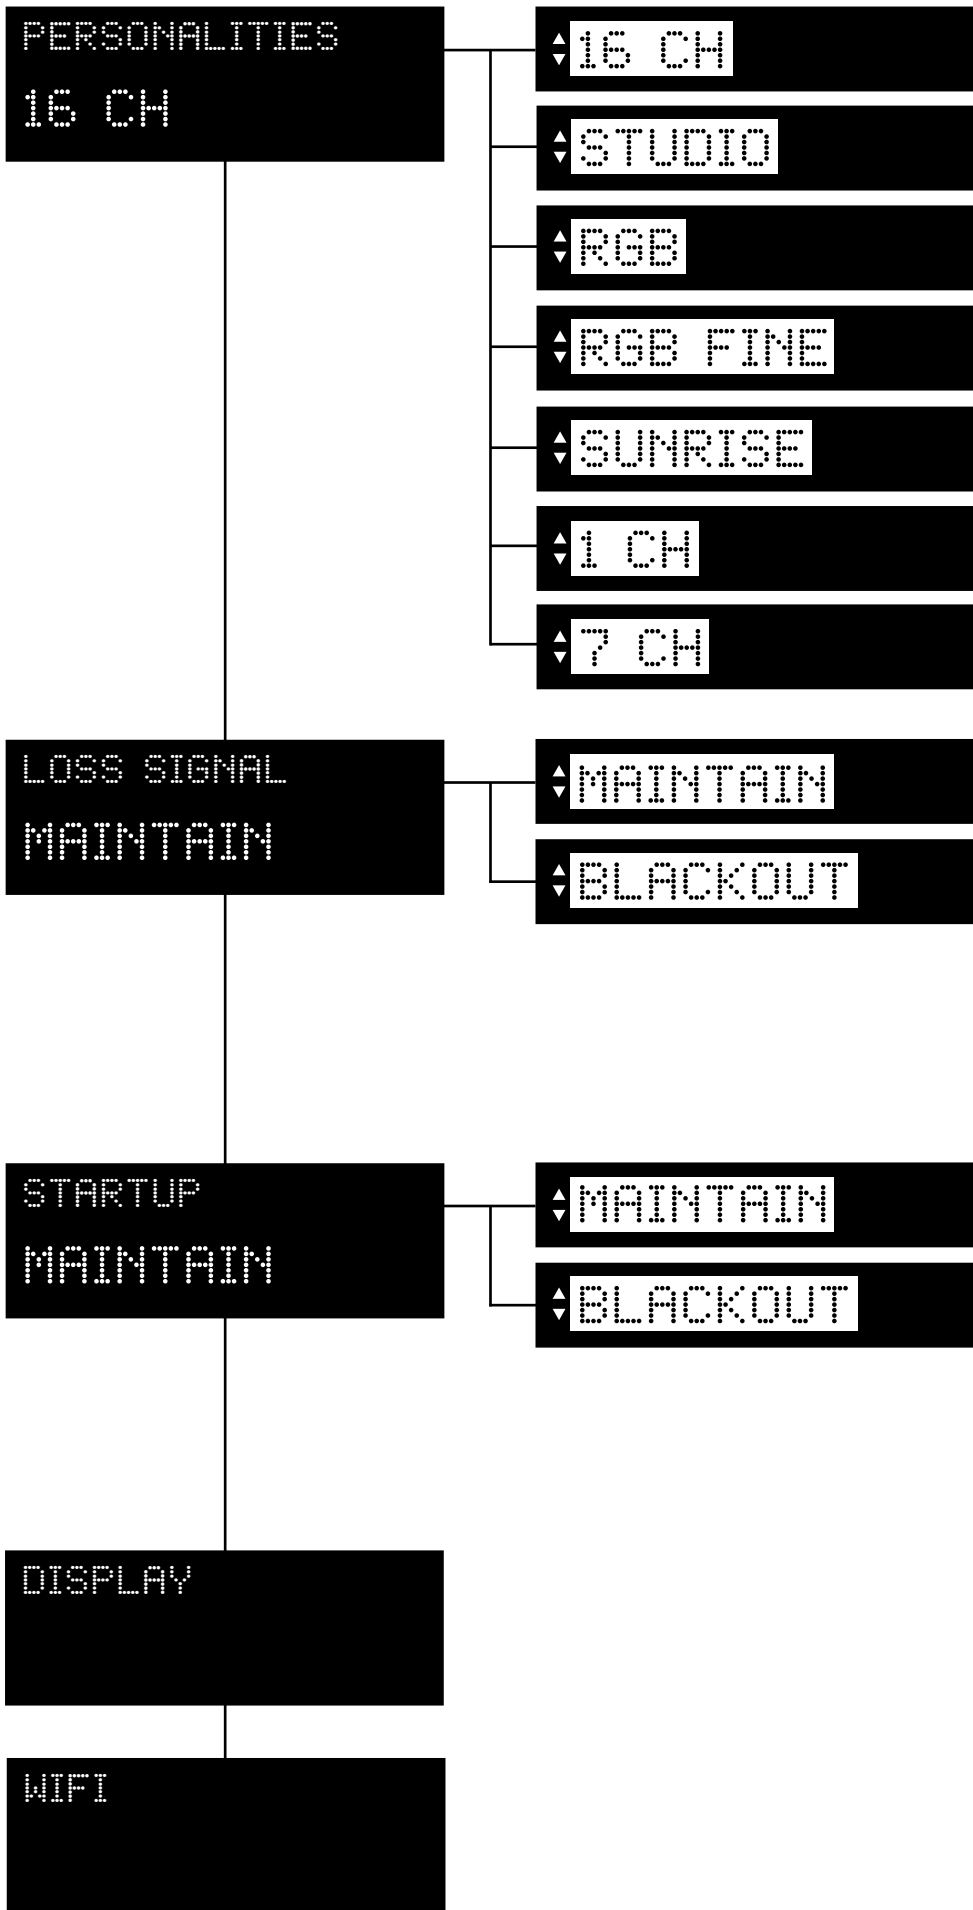 PERSONALITIES
16 CH
16 CH
STUDIO
RGB
RGB FINE
SUNRISE
1 CH
7 CH
LOSS SIGNAL
MAINTAIN
MAINTAIN
BLACKOUT
STARTUP
MAINTAIN
MAINTAIN
BLACKOUT
DISPLAY
WIFI